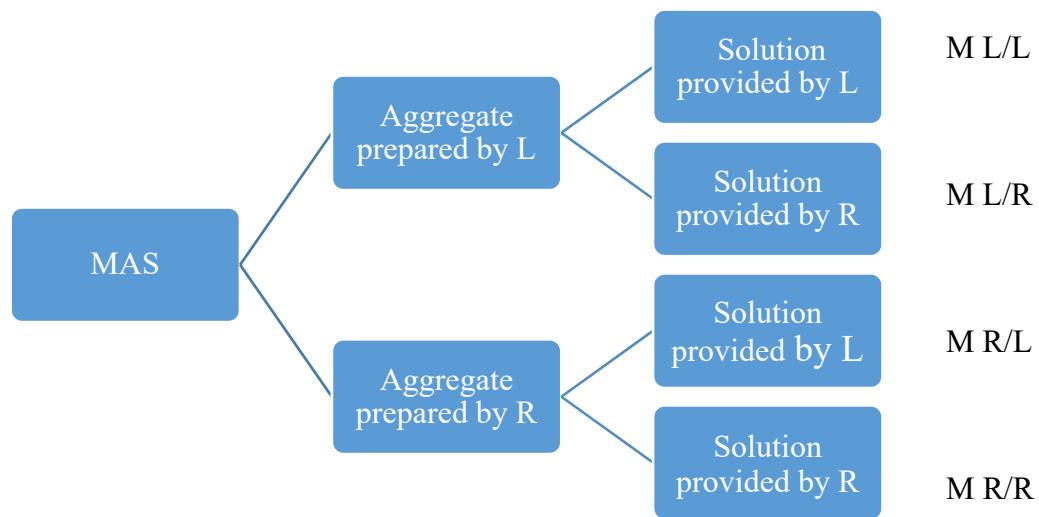 MAS
Aggregate
prepared by L
Solution
provided by L
M L/L
Solution
provided by R
M L/R
Aggregate
prepared by R
Solution
provided by L
M R/L
Solution
provided by R
M R/R